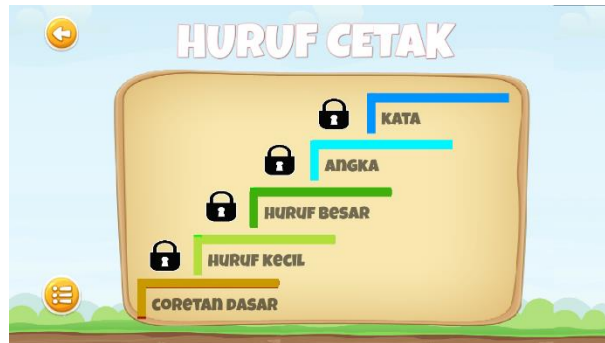 HURUF CETAK
KATA
ANGKA
HURUF BESAR
HURUF KECIL
CORETAN DASAR